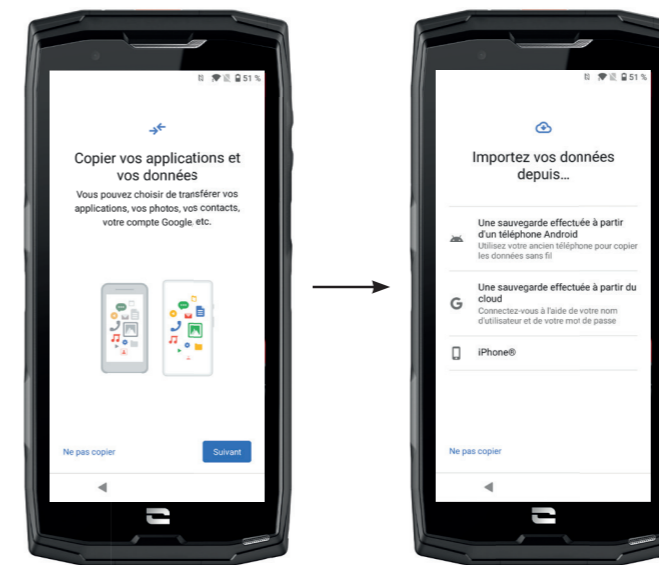 51 %
Copier vos applications et
vos données
Vous pouvez choisir de transférer vos
applications, vos photos, vos contacts,
votre compte Google, etc.
Ne pas copier
Suivant
51 %
Importez vos données
depuis...
Une sauvegarde effectuée à partir
d'un téléphone Android
Utilisez votre ancien téléphone pour copier
les données sans fil
Une sauvegarde effectuée à partir du
cloud
Connectez-vous à l'aide de votre nom
d'utilisateur et de votre mot de passe
iPhone®
Ne pas copier